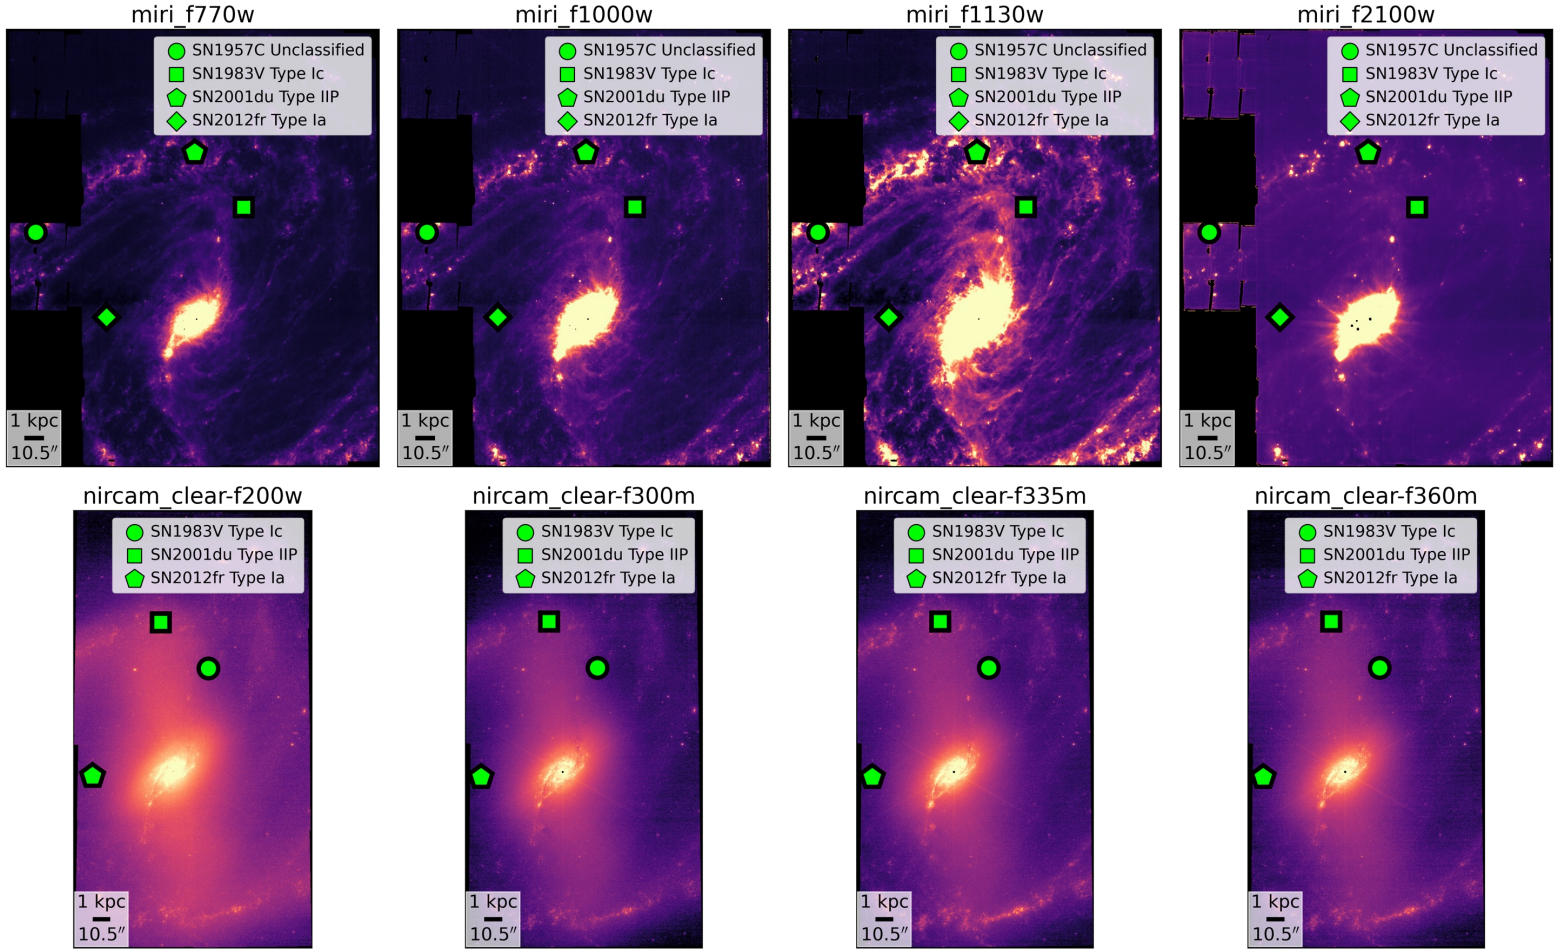 miri_f770w
SN1957C Unclassified
SN1983V Type Ic
SN2001du Type IIP
SN2012fr Type Ia
1 kpc
10.5″
miri_f1000w
SN1957C Unclassified
SN1983V Type Ic
SN2001du Type IIP
SN2012fr Type Ia
1 kpc
10.5″
miri_f1130w
SN1957C Unclassified
SN1983V Type Ic
SN2001du Type IIP
SN2012fr Type Ia
1 kpc
10.5″
miri_f2100w
SN1957C Unclassified
SN1983V Type Ic
SN2001du Type IIP
SN2012fr Type Ia
1 kpc
10.5″
nircam_clear-f200w
SN1983V Type Ic
SN2001du Type IIP
SN2012fr Type Ia
1 kpc
10.5″
nircam_clear-f300m
SN1983V Type Ic
SN2001du Type IIP
SN2012fr Type Ia
1 kpc
10.5″
nircam_clear-f335m
SN1983V Type Ic
SN2001du Type IIP
SN2012fr Type Ia
1 kpc
10.5″
nircam_clear-f360m
SN1983V Type Ic
SN2001du Type IIP
SN2012fr Type Ia
1 kpc
10.5″